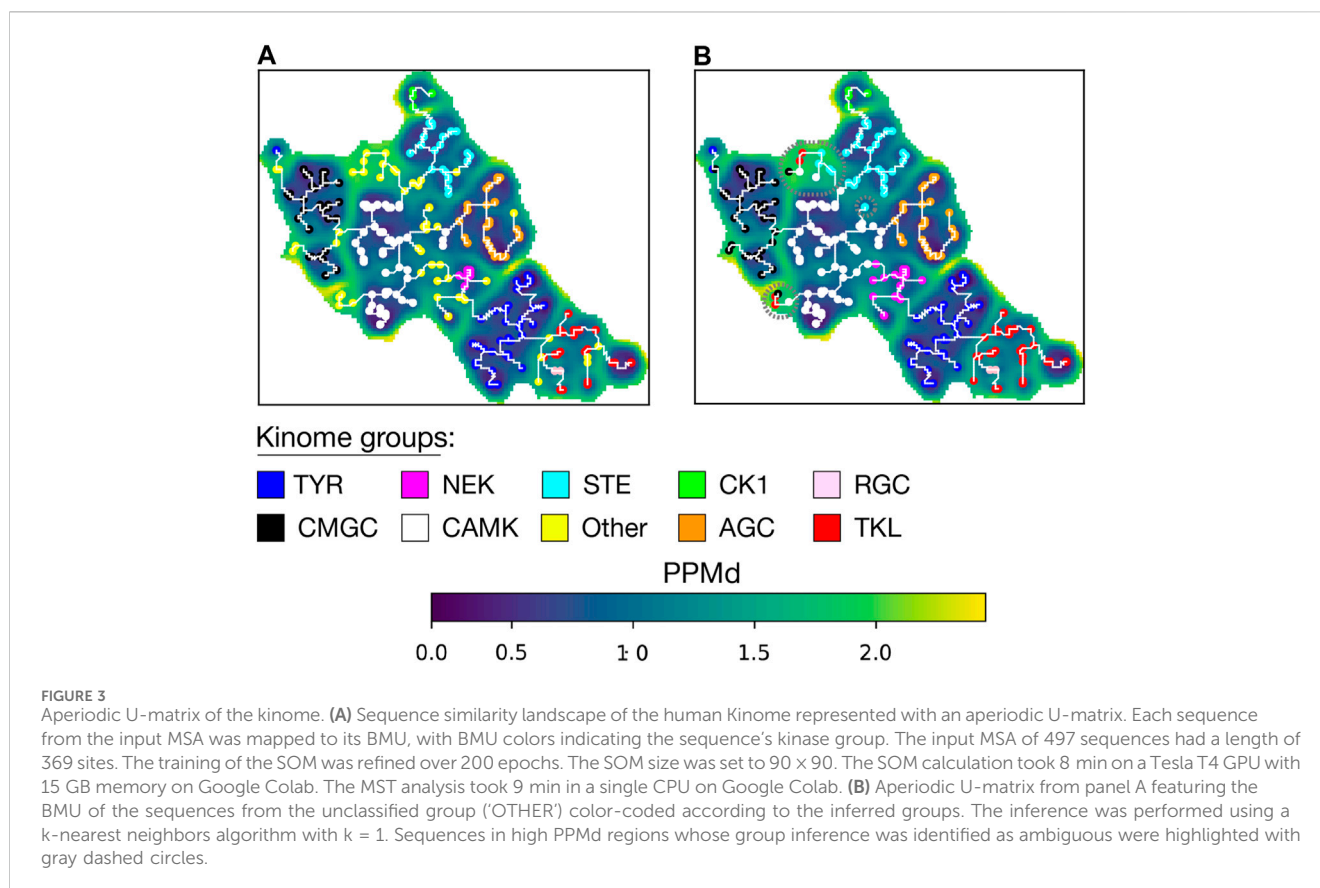 A
B
Kinome groups:
TYR NEK STE CK1 RGC
CMGC CAMK Other AGC TKL
PPMd
0.0 0.5 1.0 1.5 2.0
FIGURE 3
Aperiodic U-matrix of the kinome. (A) Sequence similarity landscape of the human Kinome represented with an aperiodic U-matrix. Each sequence
from the input MSA was mapped to its BMU, with BMU colors indicating the sequence’s kinase group. The input MSA of 497 sequences had a length of
369 sites. The training of the SOM was refined over 200 epochs. The SOM size was set to 90 × 90. The SOM calculation took 8 min on a Tesla T4 GPU with
15 GB memory on Google Colab. The MST analysis took 9 min in a single CPU on Google Colab. (B) Aperiodic U-matrix from panel A featuring the
BMU of the sequences from the unclassified group (‘OTHER’) color-coded according to the inferred groups. The inference was performed using a
k-nearest neighbors algorithm with k = 1. Sequences in high PPMd regions whose group inference was identified as ambiguous were highlighted with
gray dashed circles.